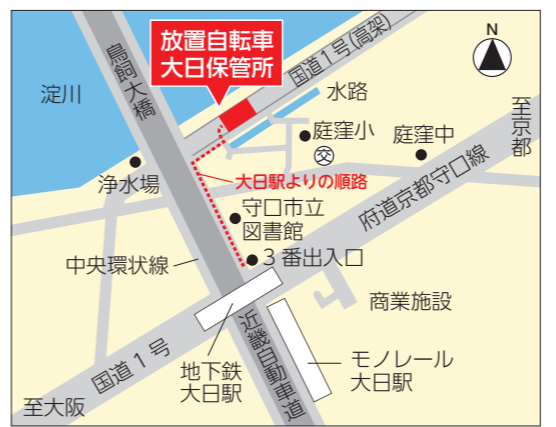 放置自転車
大日保管所
国道1号(高架)
N
鳥飼大橋
淀川
水路
至京都
庭窪小
交
庭窪中
浄水場
大日駅よりの順路
府道京都守口線
守口市立
図書館
3番出入口
中央環状線
商業施設
国道1号
地下鉄
大日駅
近畿自動車道
モノレール
大日駅
至大阪